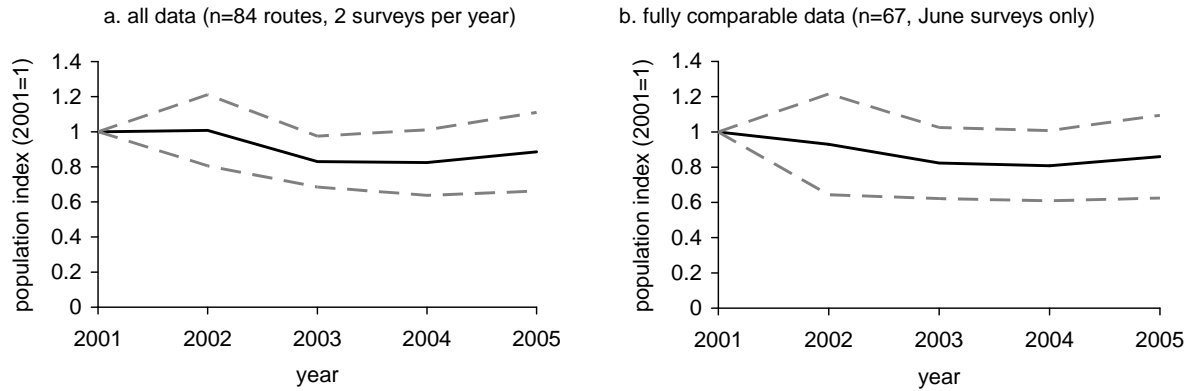 a. all data (n=84 routes, 2 surveys per year)
population index (2001=1)
1.4
1.2
1
0.8
0.6
0.4
0.2
0
2001 2002 2003 2004 2005
year
b. fully comparable data (n=67, June surveys only)
population index (2001=1)
1.4
1.2
1
0.8
0.6
0.4
0.2
0
2001 2002 2003 2004 2005
year